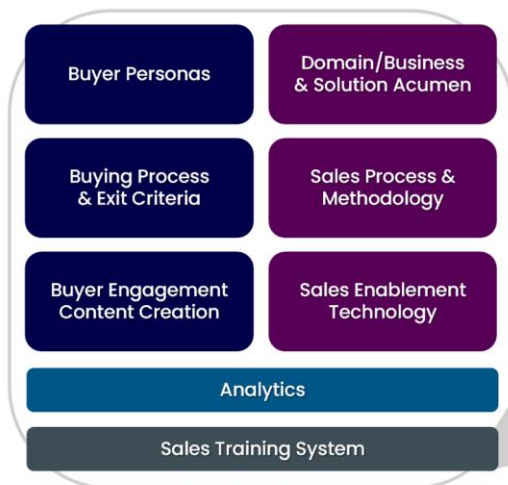 Buyer Personas
Domain/Business
& Solution Acumen
Buying Process
& Exit Criteria
Sales Process &
Methodology
Buyer Engagement
Content Creation
Sales Enablement
Technology
Analytics
Sales Training System